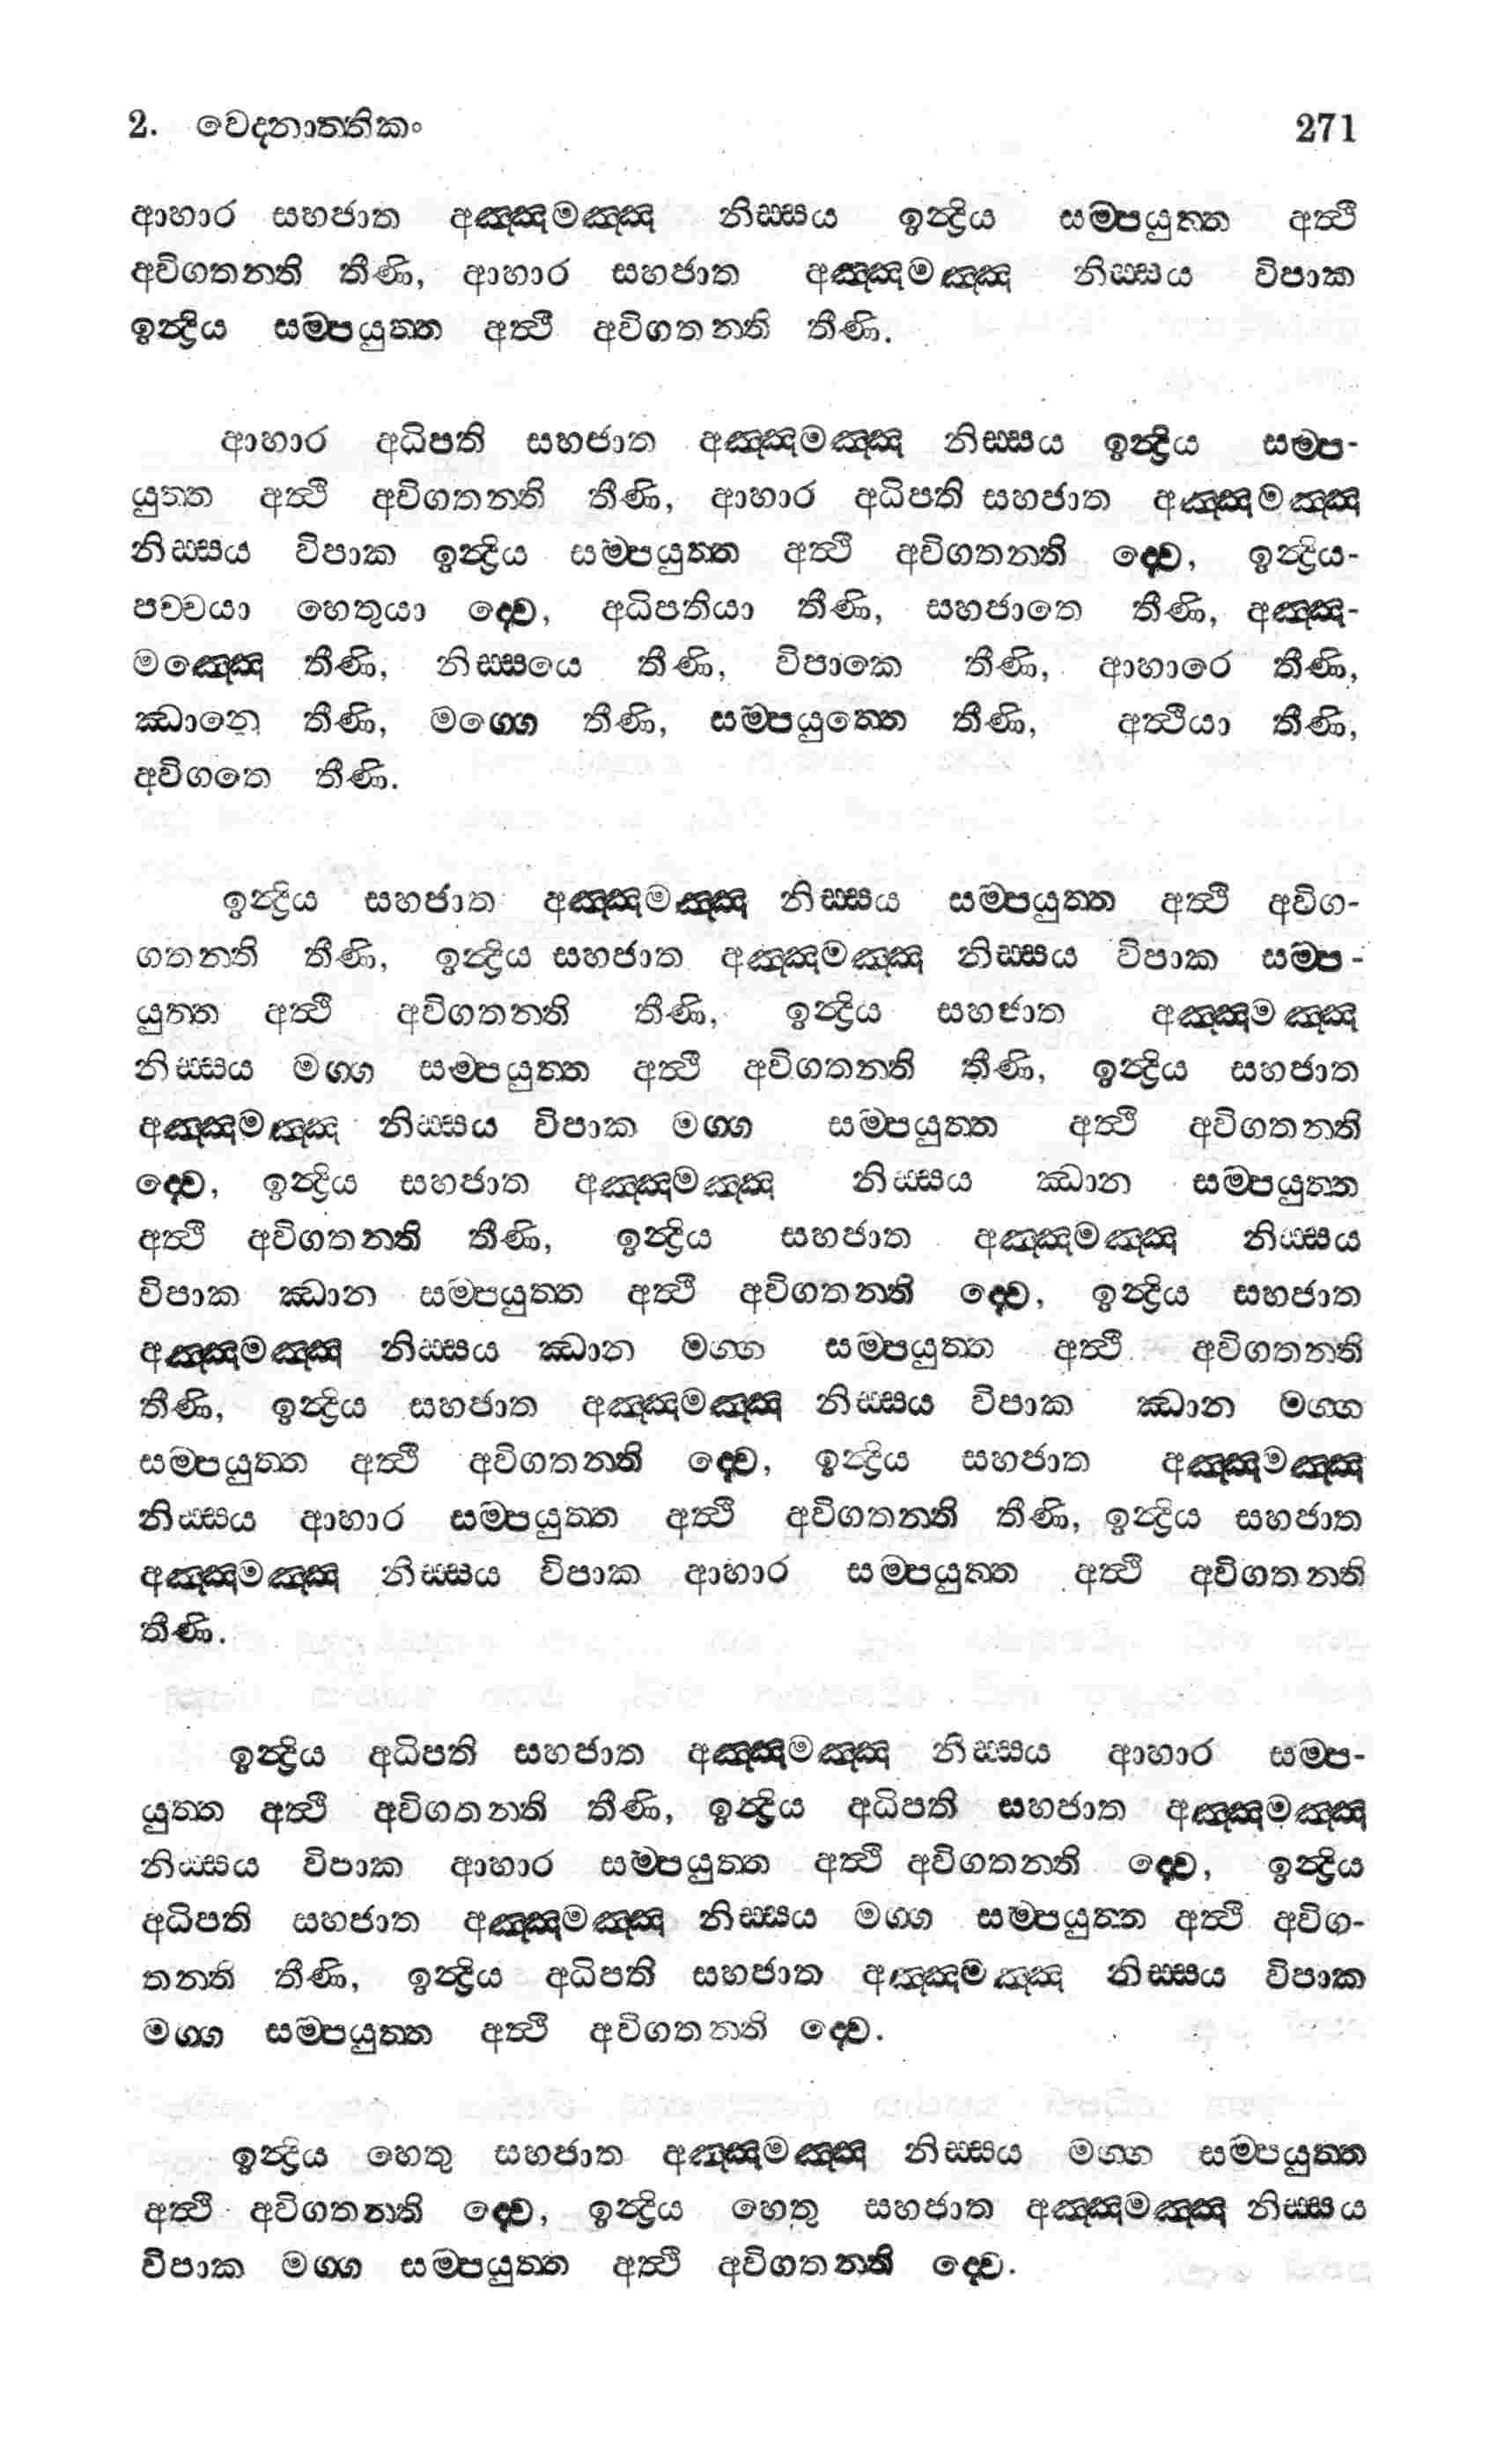 2. වෙදනාත්තිකං 271
ආහාර සහජාත අඤ්ඤමඤ්ඤ නිස්සය ඉන්ද්‍රිය සම්පයුත්ත අත්ථි
අවිගතන්ති තීණි, ආහාර සහජාත අඤ්ඤමඤ්ඤ නිස්සය විපාක
ඉන්ද්‍රිය සම්පයුත්ත අත්ථි අවිගතන්ති තීණි.
ආහාර අධිපති සහජාත අඤ්ඤමඤ්ඤ නිස්සය ඉන්ද්‍රිය සම්ප-
යුත්ත අත්ථි අවිගතන්ති තීණි, ආහාර අධිපති සහජාත අඤ්ඤමඤ්ඤ
නිස්සය විපාක ඉන්ද්‍රිය සම්පයුත්ත අත්ථි අවිගතන්ති ද්වෙ, ඉන්ද්‍රිය-
පච්චයා හෙතුයා ද්වෙ, අධිපතියා තීණි, සහජාතෙ තීණි, අඤ්ඤ-
මඤ්ඤෙ තීණි, නිස්සයෙ තීණි, විපාකෙ තීණි, ආහාරෙ තීණි,
ඣානෙ තීණි, මග්ගෙ තීණි, සම්පයුත්තෙ තීණි, අත්ථියා තීණි,
අවිගතෙ තීණි.
ඉන්ද්‍රිය සහජාත අඤ්ඤමඤ්ඤ නිස්සය සම්පයුත්ත අත්ථි අවිග-
ගතන්ති තීණි, ඉන්ද්‍රිය සහජාත අඤ්ඤමඤ්ඤ නිස්සය විපාක සම්ප-
යුත්ත අත්ථි අවිගතන්ති තීණි, ඉන්ද්‍රිය සහජාත අඤ්ඤමඤ්ඤ
නිස්සය මග්ග සම්පයුත්ත අත්ථි අවිගතන්ති තීණි, ඉන්ද්‍රිය සහජාත
අඤ්ඤමඤ්ඤ නිස්සය විපාක මග්ග සම්පයුත්ත අත්ථි අවිගතන්ති
ද්වෙ, ඉන්ද්‍රිය සහජාත අඤ්ඤමඤ්ඤ නිස්සය ඣාන සම්පයුත්ත
අත්ථි අවිගතන්ති තීණි, ඉන්ද්‍රිය සහජාත අඤ්ඤමඤ්ඤ නිස්සය
විපාක ඣාන සම්පයුත්ත අත්ථි අවිගතන්ති ද්වෙ, ඉන්ද්‍රිය සහජාත
අඤ්ඤමඤ්ඤ නිස්සය ඣාන මග්ග සම්පයුත්ත අත්ථි අවිගතන්ති
තීණි, ඉන්ද්‍රිය සහජාත අඤ්ඤමඤ්ඤ නිස්සය විපාක ඣාන මග්ග
සම්පයුත්ත අත්ථි අවිගතන්ති ද්වෙ, ඉන්ද්‍රිය සහජාත අඤ්ඤමඤ්ඤ
නිස්සය ආහාර සම්පයුත්ත අත්ථි අවිගතන්ති තීණි, ඉන්ද්‍රිය සහජාත
අඤ්ඤමඤ්ඤ නිස්සය විපාක ආහාර සම්පයුත්ත අත්ථි අවිගතන්ති
තීණි.
ඉන්ද්‍රිය අධිපති සහජාත අඤ්ඤමඤ්ඤ නිස්සය ආහාර සම්ප-
යුත්ත අත්ථි අවිගතන්ති තීණි, ඉන්ද්‍රිය අධිපති සහජාත අඤ්ඤමඤ්ඤ
නිස්සය විපාක ආහාර සම්පයුත්ත අත්ථි අවිගතන්ති ද්වෙ, ඉන්ද්‍රිය
අධිපති සහජාත අඤ්ඤමඤ්ඤ නිස්සය මග්ග සම්පයුත්ත අත්ථි අවිග-
තන්ති තීණි, ඉන්ද්‍රිය අධිපති සහජාත අඤ්ඤමඤ්ඤ නිස්සය විපාක
මග්ග සම්පයුත්ත අත්ථි අවිගතන්ති ද්වෙ.
ඉන්ද්‍රිය හෙතු සහජාත අඤ්ඤමඤ්ඤ නිස්සය මග්ග සම්පයුත්ත
අත්ථි අවිගතන්ති ද්වෙ, ඉන්ද්‍රිය හෙතු සහජාත අඤ්ඤමඤ්ඤ නිස්සය
විපාක මග්ග සම්පයුත්ත අත්ථි අවිගතන්ති ද්වෙ.